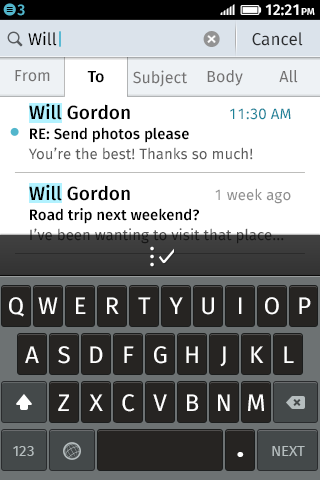 3 12:21PM
Will Cancel
From To Subject Body All
Will Gordon 11:30 AM
RE: Send photos please
You're the best! Thanks so much!
Will Gordon 1 week ago
Road trip next weekend?
I've been wanting to visit that place...
Q W E R T Y U I O P
A S D F G H J K L
Z X C V B N M
123 . NEXT